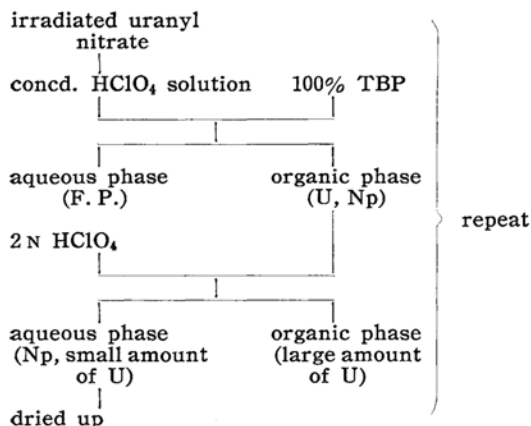 irradiated uranyl
nitrate
concd. HClO4 solution 100% TBP
aqueous phase organic phase
(F. P.) (U, Np)
repeat
2 N HClO4
aqueous phase organic phase
(Np, small amount (large amount
of U) of U)
dried up